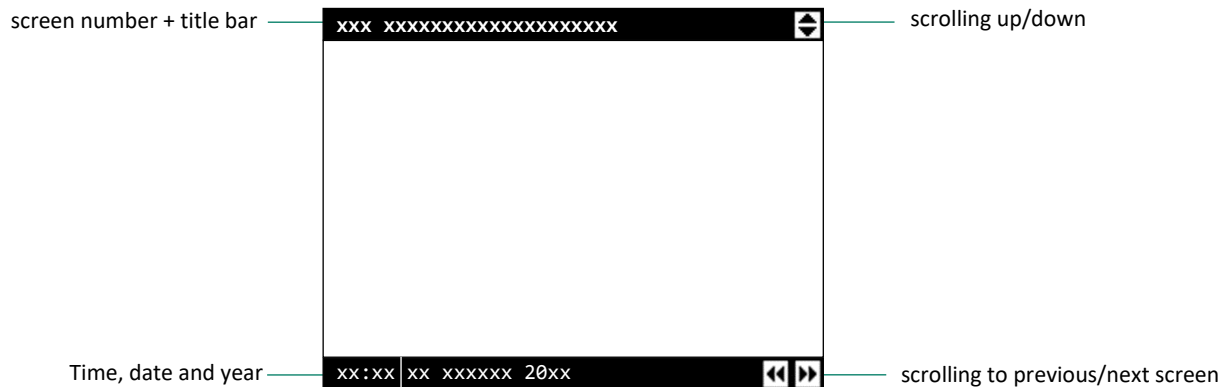 screen number + title bar
xxx xxxxxxxxxxxxxxxxxxxx
scrolling up/down
Time, date and year
xx:xx xx xxxxxx 20xx
scrolling to previous/next screen